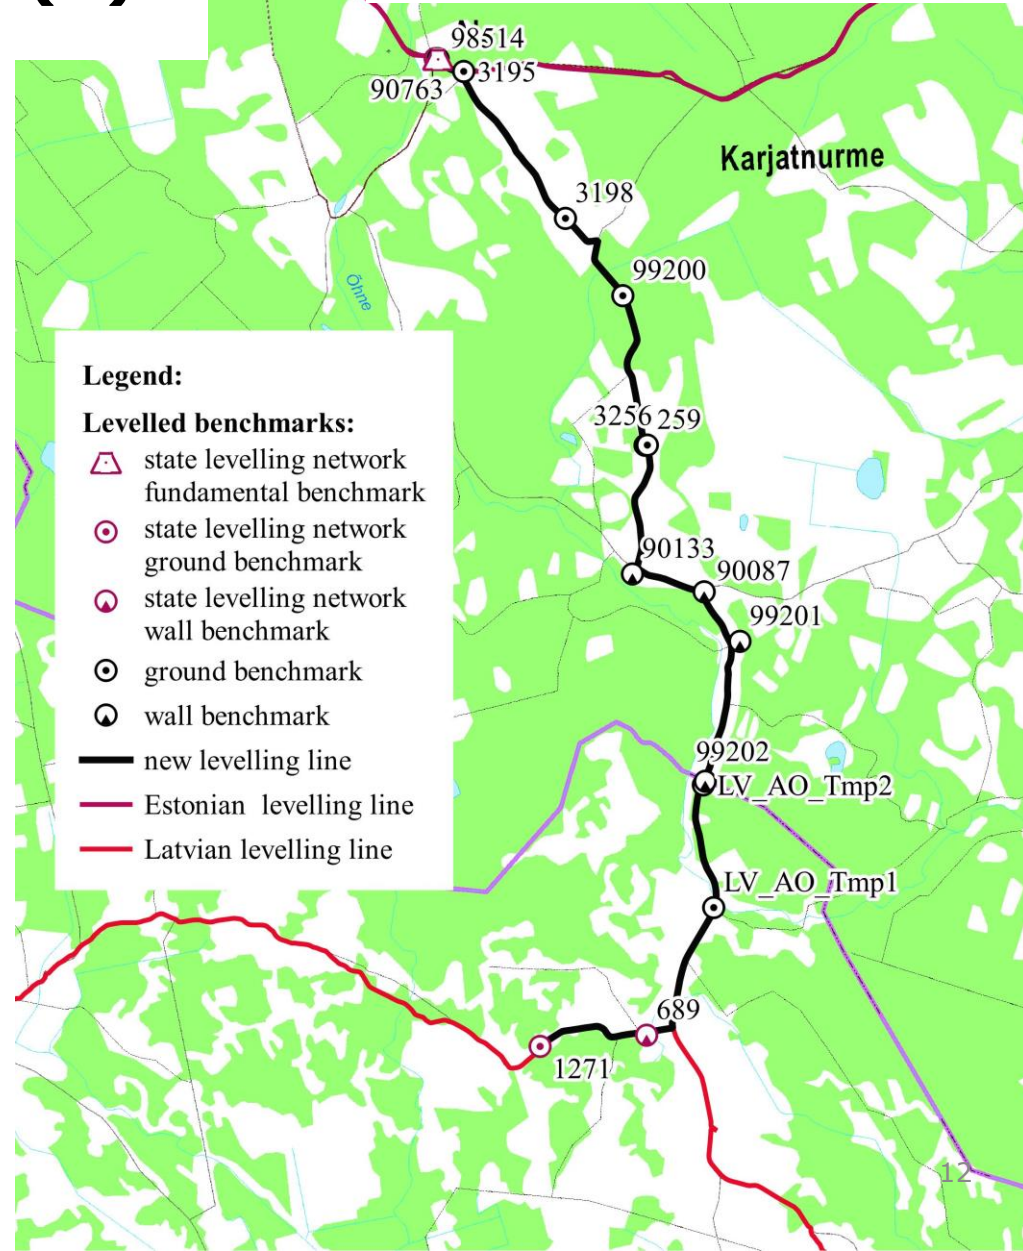 98514
90763
3195
Karjatnurme
3198
99200
Õhne
Legend:
Levelled benchmarks:
state levelling network
fundamental benchmark
state levelling network
ground benchmark
state levelling network
wall benchmark
ground benchmark
wall benchmark
new levelling line
Estonian levelling line
Latvian levelling line
3256 259
90133
90087
99201
99202
LV_AO_Tmp2
LV_AO_Tmp1
689
1271
12